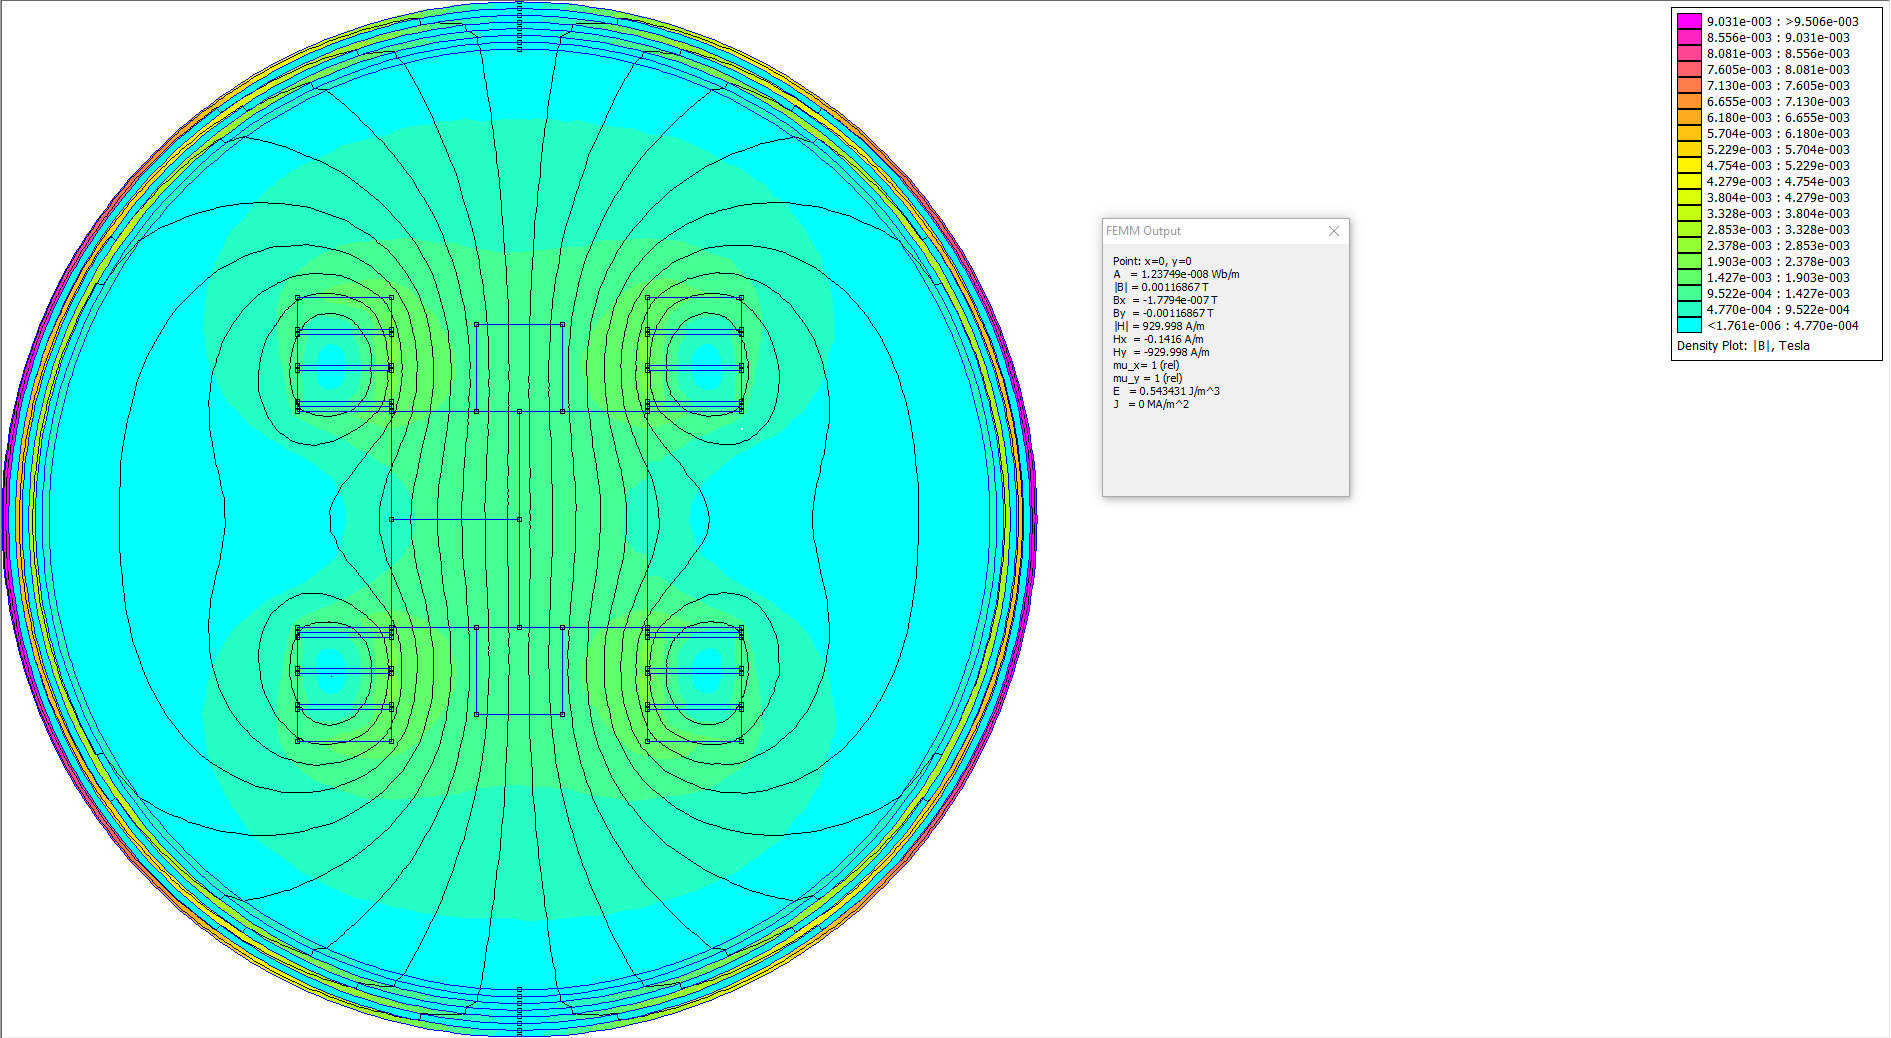 9.031e-003 : >9.506e-003
8.556e-003 : 9.031e-003
8.081e-003 : 8.556e-003
7.605e-003 : 8.081e-003
7.130e-003 : 7.605e-003
6.655e-003 : 7.130e-003
6.180e-003 : 6.655e-003
5.704e-003 : 6.180e-003
5.229e-003 : 5.704e-003
4.754e-003 : 5.229e-003
4.279e-003 : 4.754e-003
3.804e-003 : 4.279e-003
3.328e-003 : 3.804e-003
2.853e-003 : 3.328e-003
2.378e-003 : 2.853e-003
1.903e-003 : 2.378e-003
1.427e-003 : 1.903e-003
9.522e-004 : 1.427e-003
4.770e-004 : 9.522e-004
<1.761e-006 : 4.770e-004
Density Plot: |B|, Tesla
FEMM Output
Point: x=0, y=0
A = 1.23749e-008 Wb/m
|B| = 0.00116867 T
Bx = -1.7794e-007 T
By = -0.00116867 T
|H| = 929.998 A/m
Hx = -0.1416 A/m
Hy = -929.998 A/m
mu_x= 1 (rel)
mu_y = 1 (rel)
E = 0.543431 J/m^3
J = 0 MA/m^2